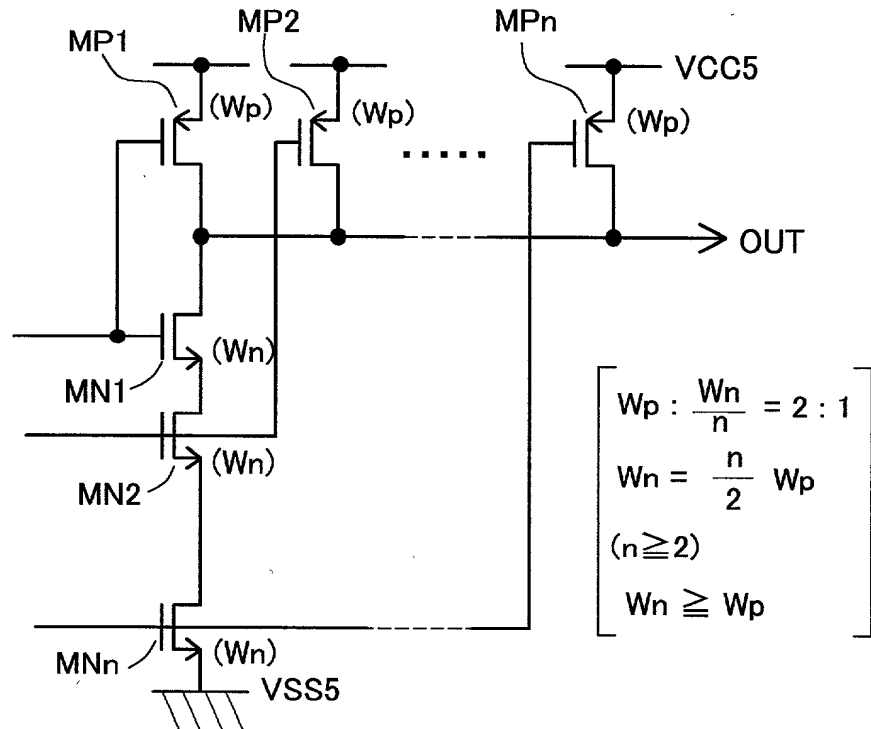 MP1
MP2
MPn
VCC5
(Wp)
(Wp)
(Wp)
.....
OUT
MN1
(Wn)
MN2
(Wn)
MNn
(Wn)
VSS5
Wp : Wn/n = 2 : 1
Wn = n/2 Wp
(n≧2)
Wn ≧ Wp